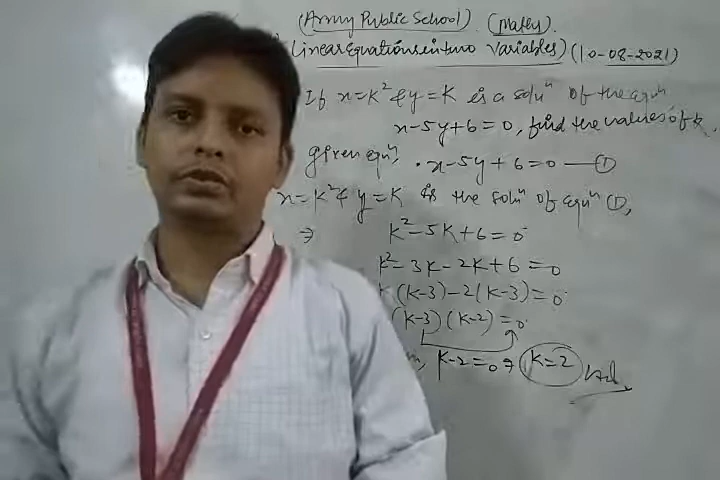 (Army Public School) (Maths).
Linear Equations in two Variables) (10-08-2021)
If x=K² & y=K is a solⁿ of the eqⁿ
x-5y+6=0, find the values of k.
given eqⁿ, x-5y+6=0 —①
x=K² & y=K is the solⁿ of eqⁿ ①,
⇒ K²-5K+6=0
K²-3K-2K+6=0
K(K-3)-2(K-3)=0
(K-3)(K-2)=0
K-2=0 ⇒ K=2